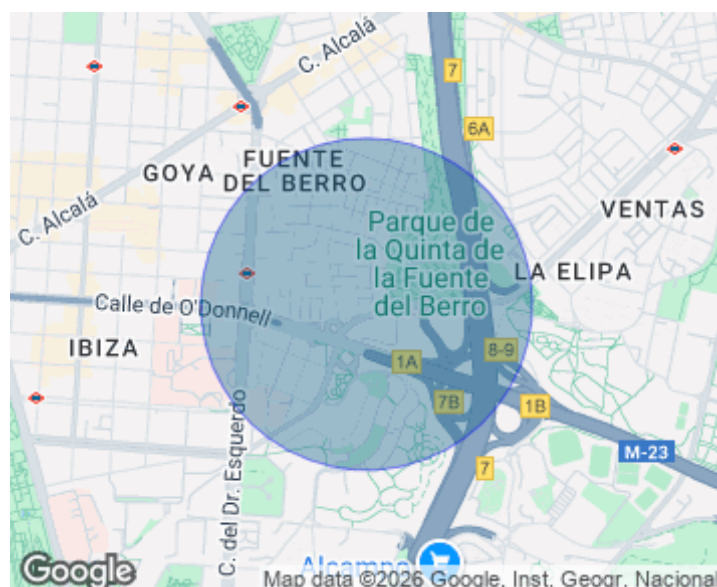 C. Alcalá
7
6A
GOYA
FUENTE
DEL BERRO
C. Alcalá
Parque de
la Quinta de
la Fuente
del Berro
VENTAS
LA ELIPA
Calle de O'Donnell
IBIZA
1A
8-9
7B
1B
M-23
C. del Dr. Esquerdo
7
Alcampo
Google
Map data ©2026 Google, Inst. Geogr. Nacional